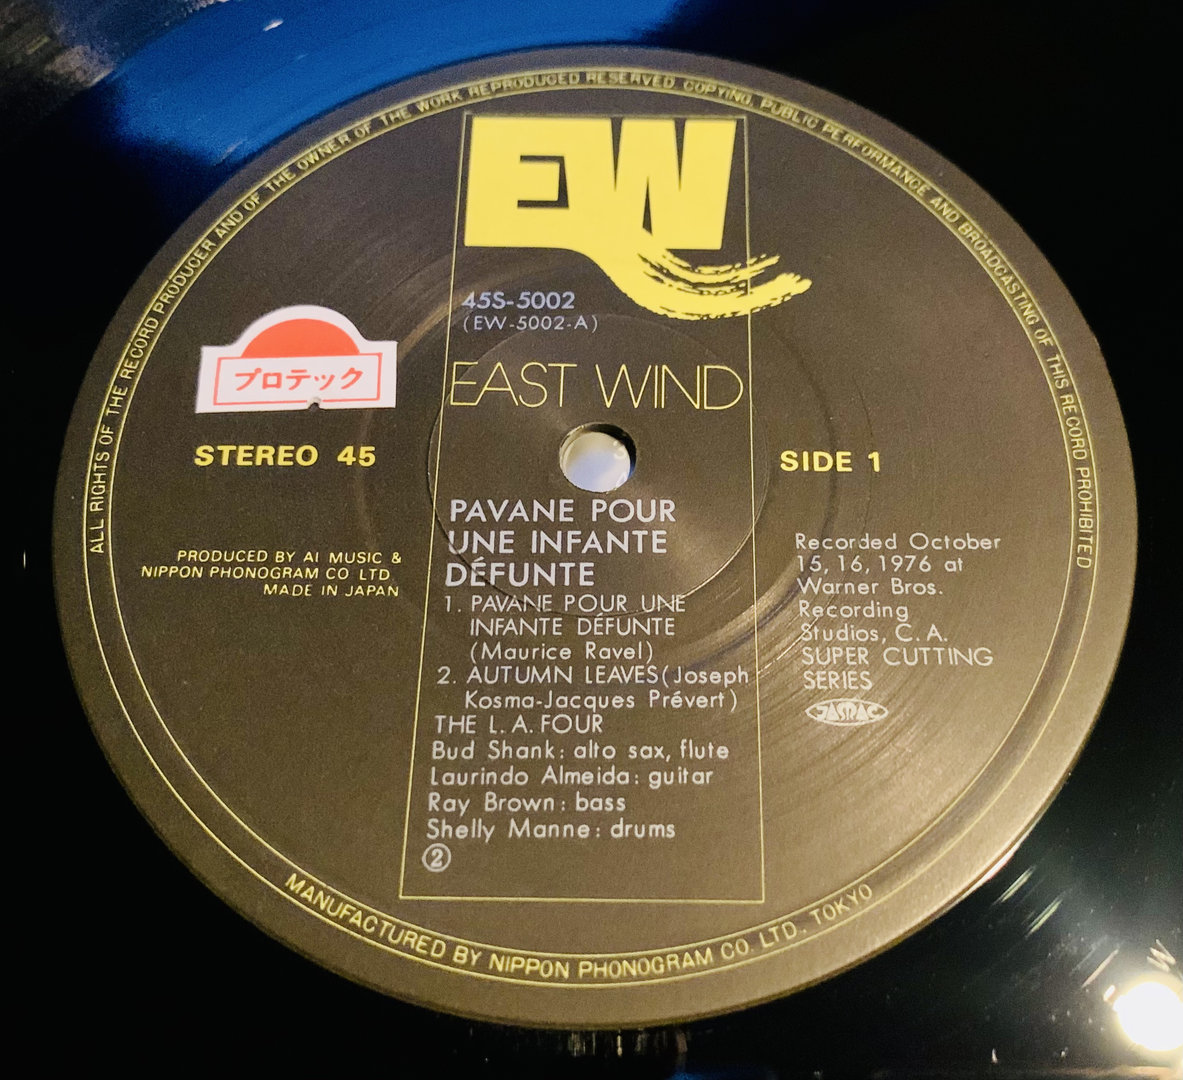 ALL RIGHTS OF THE RECORD PRODUCER AND OF THE OWNER OF THE WORK REPRODUCED RESERVED. COPYING, PUBLIC PERFORMANCE AND BROADCASTING OF THIS RECORD PROHIBITED
EW
45S-5002
(EW-5002-A)
EAST WIND
プロテック
STEREO 45
SIDE 1
PRODUCED BY AI MUSIC &
NIPPON PHONOGRAM CO LTD.
MADE IN JAPAN
PAVANE POUR
UNE INFANTE
DÉFUNTE
1. PAVANE POUR UNE
INFANTE DÉFUNTE
(Maurice Ravel)
2. AUTUMN LEAVES(Joseph
Kosma-Jacques Prévert)
THE L.A.FOUR
Bud Shank: alto sax, flute
Laurindo Almeida: guitar
Ray Brown: bass
Shelly Manne: drums
②
Recorded October
15,16,1976 at
Warner Bros.
Recording
Studios, C.A.
SUPER CUTTING
SERIES
JASRAC
MANUFACTURED BY NIPPON PHONOGRAM CO. LTD. TOKYO